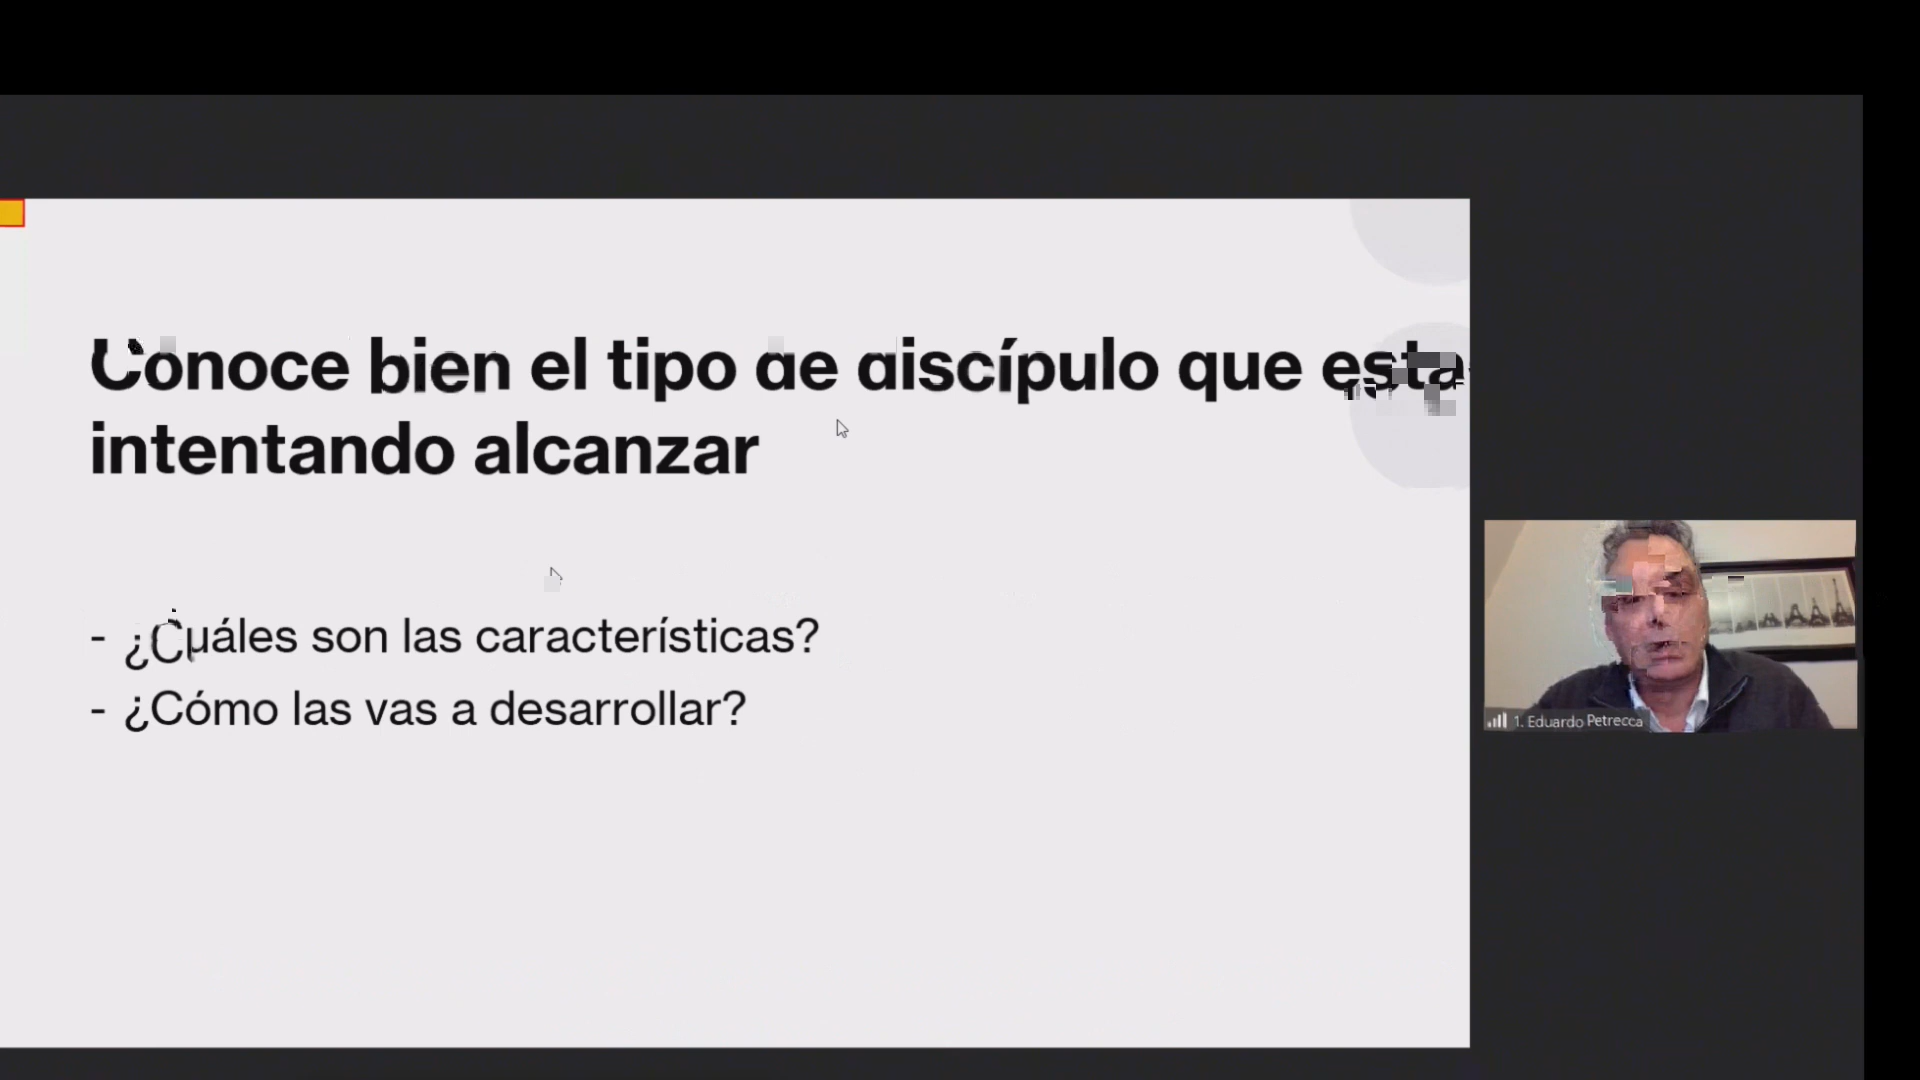 Conoce bien el tipo de discípulo que esta
intentando alcanzar
- ¿Cuáles son las características?
- ¿Cómo las vas a desarrollar?
1. Eduardo Petrecca